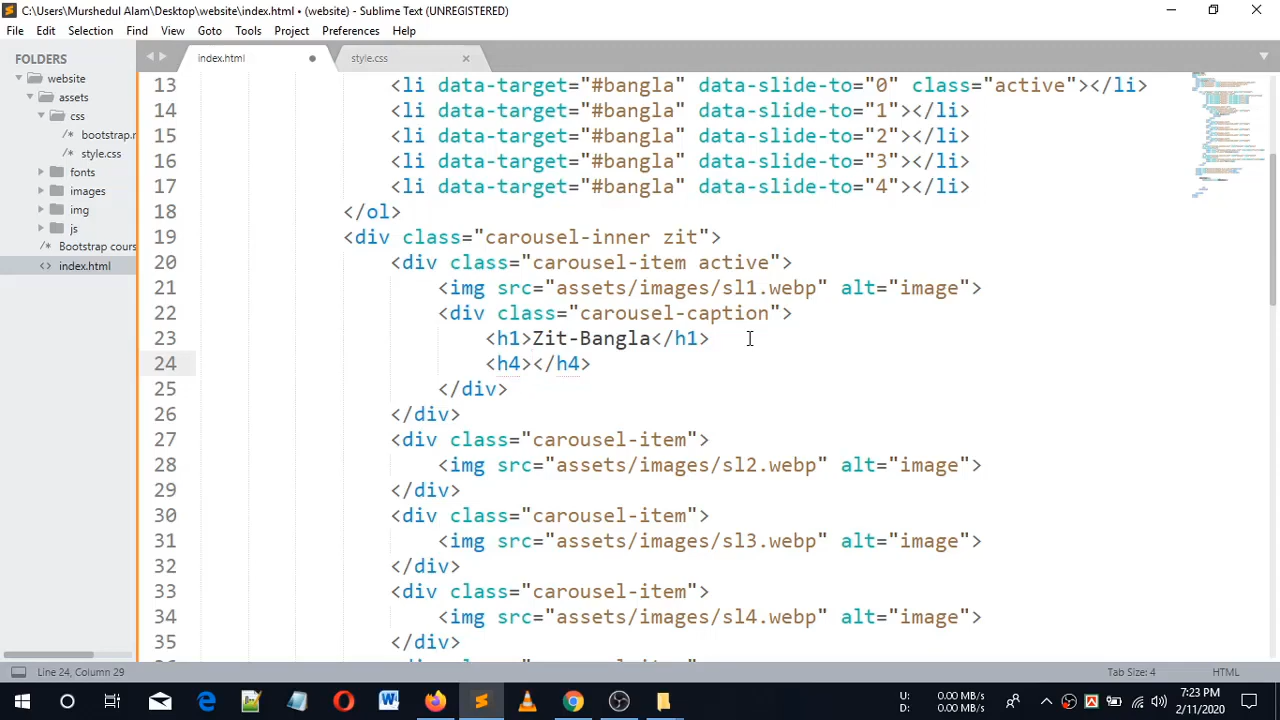 C:\Users\Murshedul Alam\Desktop\website\index.html • (website) - Sublime Text (UNREGISTERED)
File Edit Selection Find View Goto Tools Project Preferences Help
FOLDERS
website
assets
css
/* bootstrap.r
/* style.css
fonts
images
img
js
/* Bootstrap cours
<> index.html
index.html
style.css
13 <li data-target="#bangla" data-slide-to="0" class="active"></li>
14 <li data-target="#bangla" data-slide-to="1"></li>
15 <li data-target="#bangla" data-slide-to="2"></li>
16 <li data-target="#bangla" data-slide-to="3"></li>
17 <li data-target="#bangla" data-slide-to="4"></li>
18 </ol>
19 <div class="carousel-inner zit">
20 <div class="carousel-item active">
21 <img src="assets/images/sl1.webp" alt="image">
22 <div class="carousel-caption">
23 <h1>Zit-Bangla</h1>
24 <h4></h4>
25 </div>
26 </div>
27 <div class="carousel-item">
28 <img src="assets/images/sl2.webp" alt="image">
29 </div>
30 <div class="carousel-item">
31 <img src="assets/images/sl3.webp" alt="image">
32 </div>
33 <div class="carousel-item">
34 <img src="assets/images/sl4.webp" alt="image">
35 </div>
Line 24, Column 29
Tab Size: 4
HTML
U: 0.00 MB/s
D: 0.00 MB/s
7:23 PM
2/11/2020